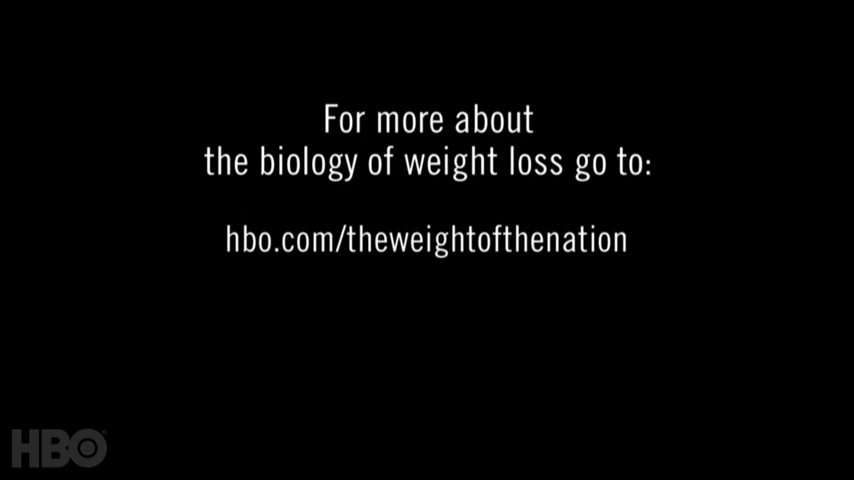 For more about
the biology of weight loss go to:
hbo.com/theweightofthenation
HBO